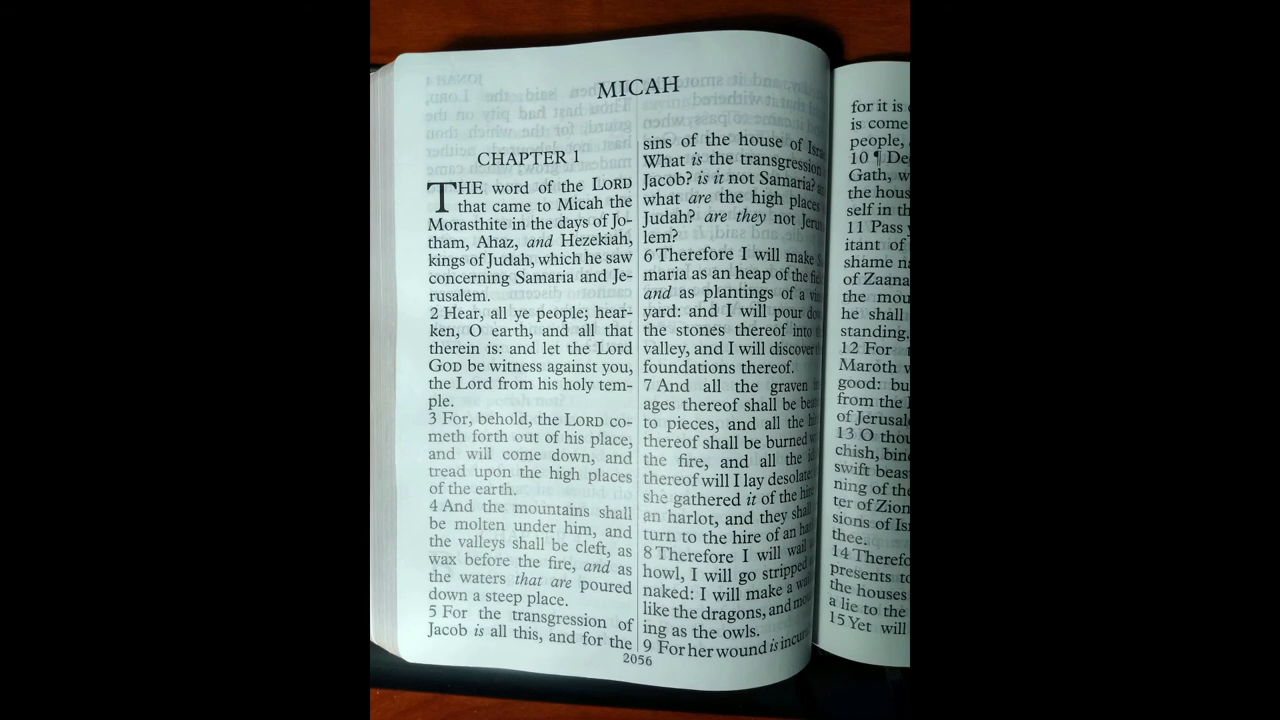 MICAH
CHAPTER 1
THE word of the LORD
that came to Micah the
Morasthite in the days of Jo-
tham, Ahaz, and Hezekiah,
kings of Judah, which he saw
concerning Samaria and Je-
rusalem.
2 Hear, all ye people; hear-
ken, O earth, and all that
therein is: and let the Lord
GOD be witness against you,
the Lord from his holy tem-
ple.
3 For, behold, the LORD co-
meth forth out of his place,
and will come down, and
tread upon the high places
of the earth.
4 And the mountains shall
be molten under him, and
the valleys shall be cleft, as
wax before the fire, and as
the waters that are poured
down a steep place.
5 For the transgression of
Jacob is all this, and for the
sins of the house of
What is the transgression
Jacob? is it not Samaria?
what are the high places
Judah? are they not
lem?
6 Therefore I will make
maria as an heap of the
and as plantings of a
yard: and I will pour
the stones thereof into
valley, and I will discover
foundations thereof.
7 And all the graven
ages thereof shall be
to pieces, and all the
thereof shall be burned
the fire, and all the
thereof will I lay desolate:
she gathered it of the
an harlot, and they shall
turn to the hire of an
8 Therefore I will wail
howl, I will go stripped
naked: I will make a
like the dragons, and
ing as the owls.
9 For her wound is
2056
for it is
is come
people,
10 ¶
Gath,
the hous
self in
11 Pass
itant of
shame
of
the
he shall
standing.
12 For
Maroth
good:
from the
of
13 O
chish,
swift
ning of the
ter of Zion
sions of
thee.
14
presents to
the houses
a lie to the
15 Yet will